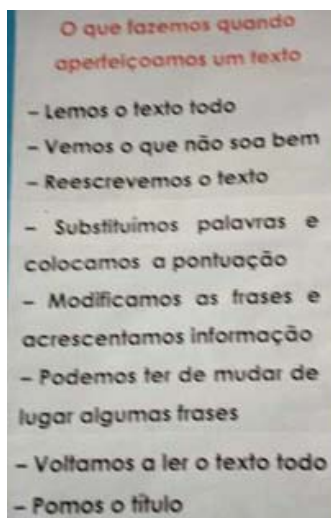 O que fazemos quando
aperfeiçoamos um texto
– Lemos o texto todo
– Vemos o que não soa bem
– Reescrevemos o texto
– Substituímos palavras e
colocamos a pontuação
– Modificamos as frases e
acrescentamos informação
– Podemos ter de mudar de
lugar algumas frases
– Voltamos a ler o texto todo
– Pomos o título